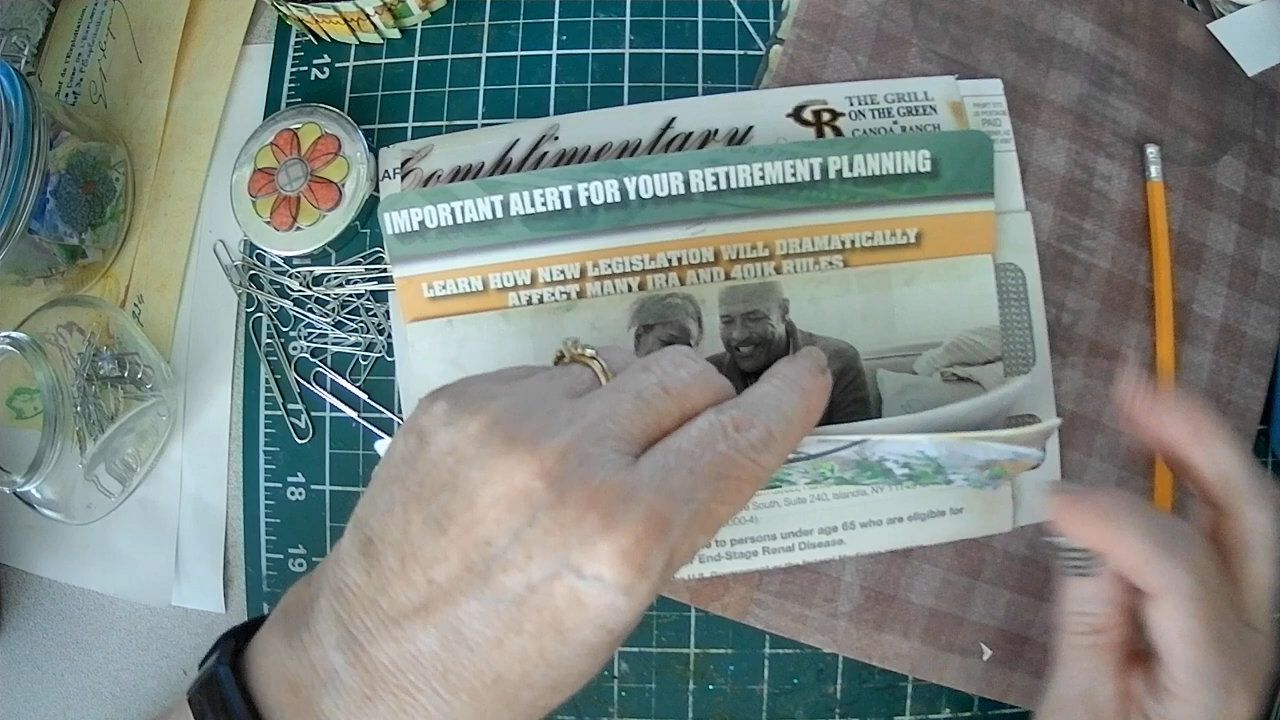 12
THE GRILL
ON THE GREEN
CANOA RANCH
PAID
Complimentary
IMPORTANT ALERT FOR YOUR RETIREMENT PLANNING
LEARN HOW NEW LEGISLATION WILL DRAMATICALLY
AFFECT MANY IRA AND 401K RULES
18
19
South, Suite 240, Islandia, NY
to persons under age 65 who are eligible for
End-Stage Renal Disease.